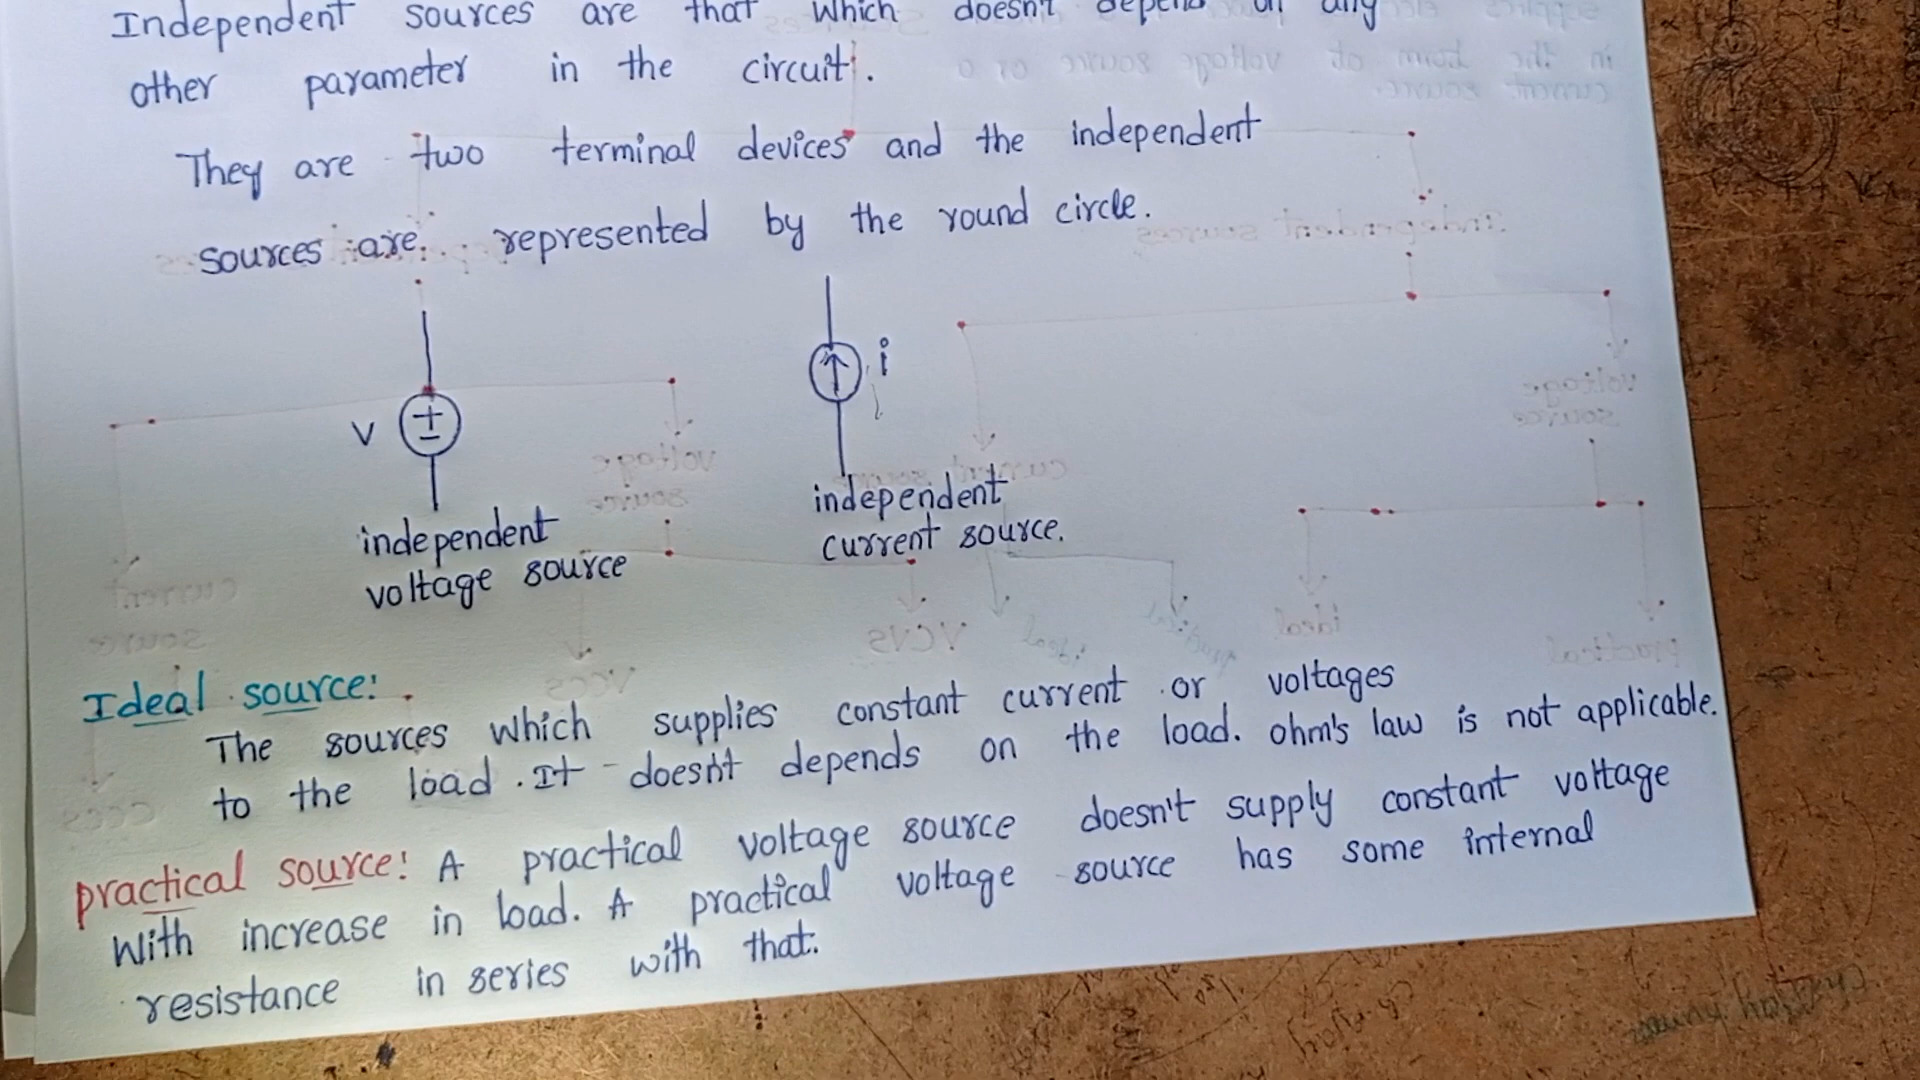 Independent sources are that which doesn't depend on any
other parameter in the circuit.
They are two terminal devices and the independent
sources are represented by the round circle.
V
+
−
i
independent
voltage source
independent
current source.
Ideal source:
The sources which supplies constant current or voltages
to the load. It doesn't depends on the load. ohm's law is not applicable.
practical source: A practical voltage source doesn't supply constant voltage
with increase in load. A practical voltage source has some internal
resistance in series with that.